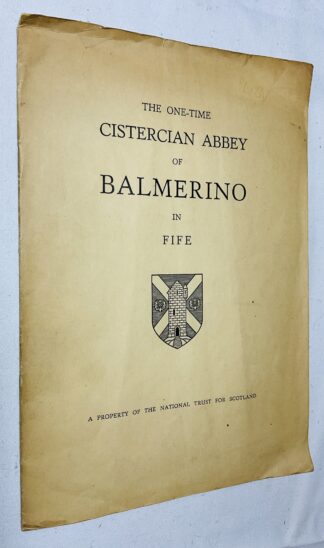 THE ONE-TIME
CISTERCIAN ABBEY
OF
BALMERINO
IN
FIFE
A PROPERTY OF THE NATIONAL TRUST FOR SCOTLAND